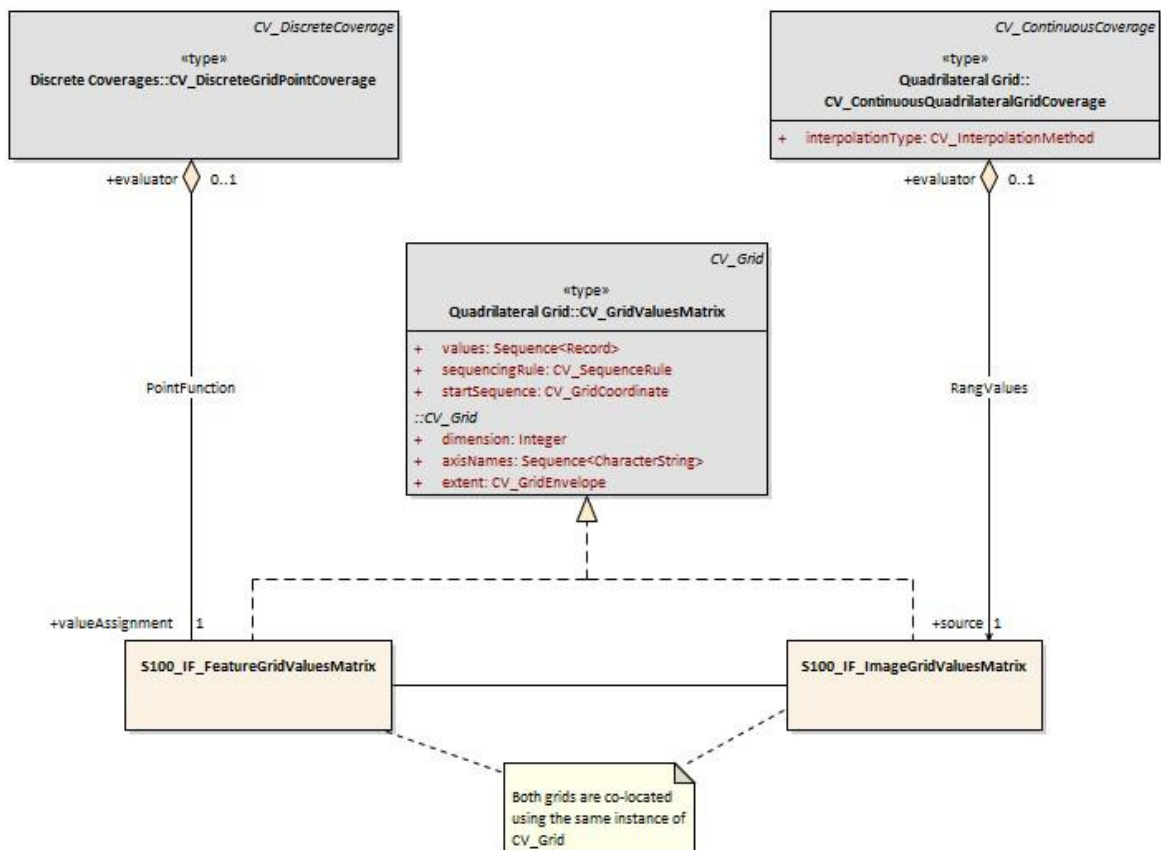 CV_DiscreteCoverage
«type»
Discrete Coverages::CV_DiscreteGridPointCoverage
CV_ContinuousCoverage
«type»
Quadrilateral Grid::
CV_ContinuousQuadrilateralGridCoverage
+ interpolationType: CV_InterpolationMethod
+evaluator 0..1
+evaluator 0..1
CV_Grid
«type»
Quadrilateral Grid::CV_GridValuesMatrix
+ values: Sequence<Record>
+ sequencingRule: CV_SequenceRule
+ startSequence: CV_GridCoordinate
::CV_Grid
+ dimension: Integer
+ axisNames: Sequence<CharacterString>
+ extent: CV_GridEnvelope
PointFunction
RangValues
+valueAssignment 1
+source 1
S100_IF_FeatureGridValuesMatrix
S100_IF_ImageGridValuesMatrix
Both grids are co-located
using the same instance of
CV_Grid